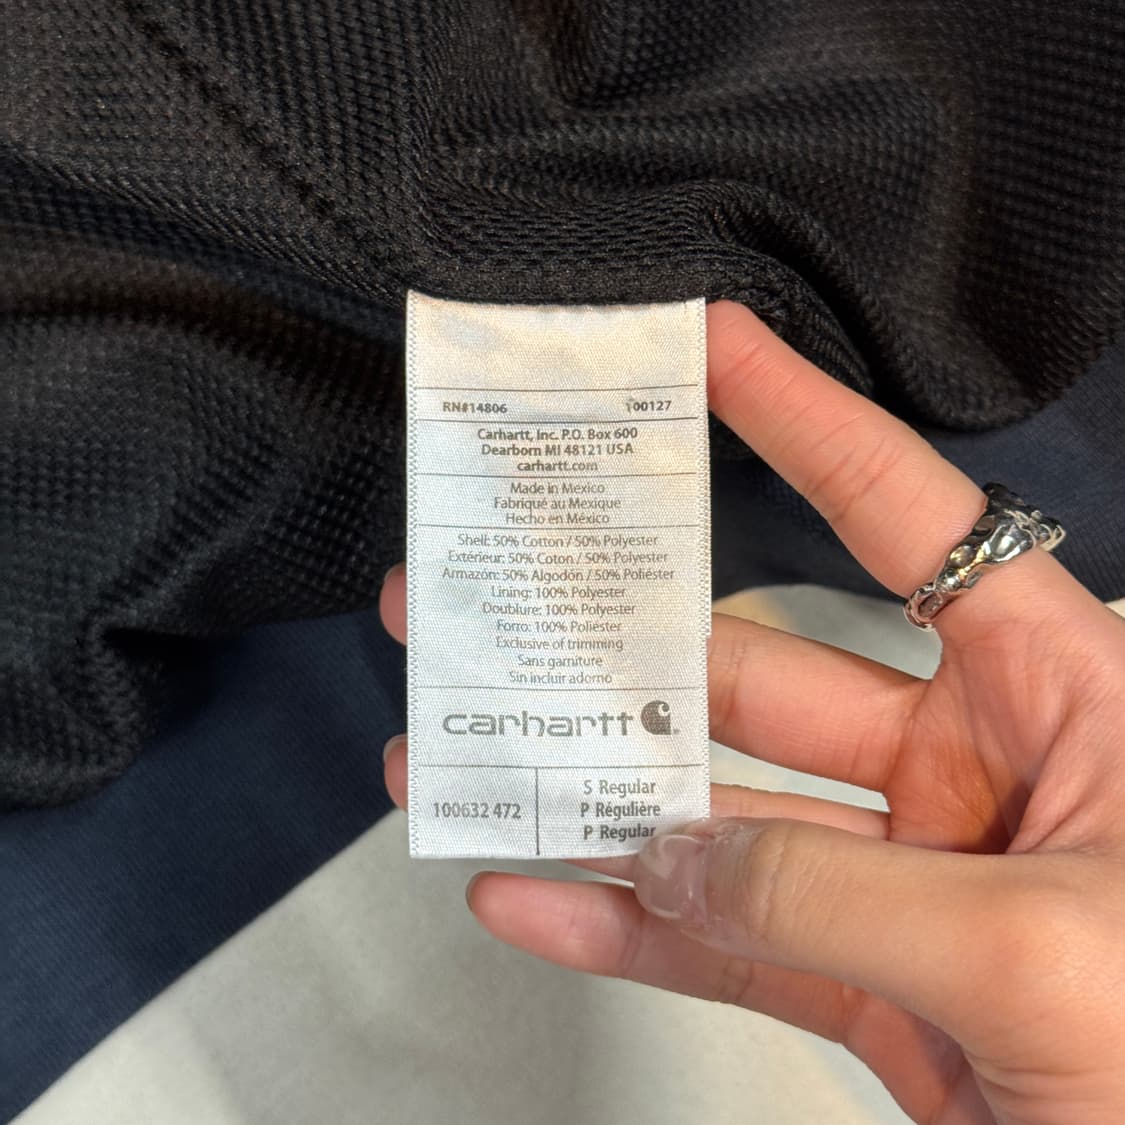 RN#14806 100127
Carhartt, Inc. P.O. Box 600
Dearborn MI 48121 USA
carhartt.com
Made in Mexico
Fabriqué au Mexique
Hecho en México
Shell: 50% Cotton / 50% Polyester
Extérieur: 50% Coton / 50% Polyester
Armazón: 50% Algodón / 50% Poliéster
Lining: 100% Polyester
Doublure: 100% Polyester
Forro: 100% Poliéster
Exclusive of trimming
Sans garniture
Sin incluir adorno
carhartt
100632 472
S Regular
P Régulière
P Regular